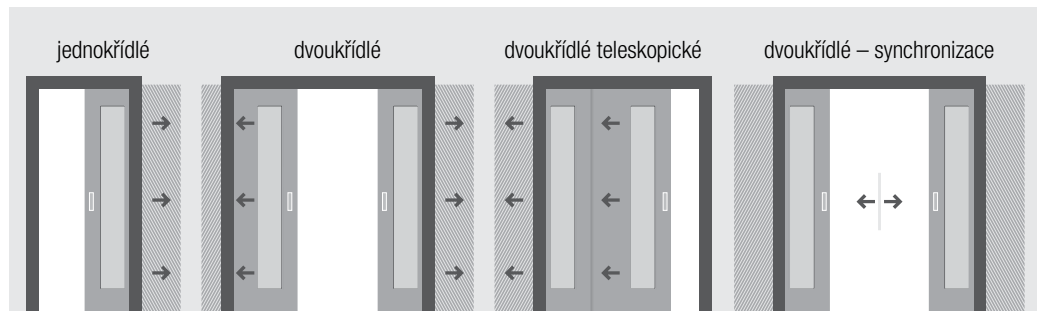 jednokřídlé
dvoukřídlé
dvoukřídlé teleskopické
dvoukřídlé – synchronizace